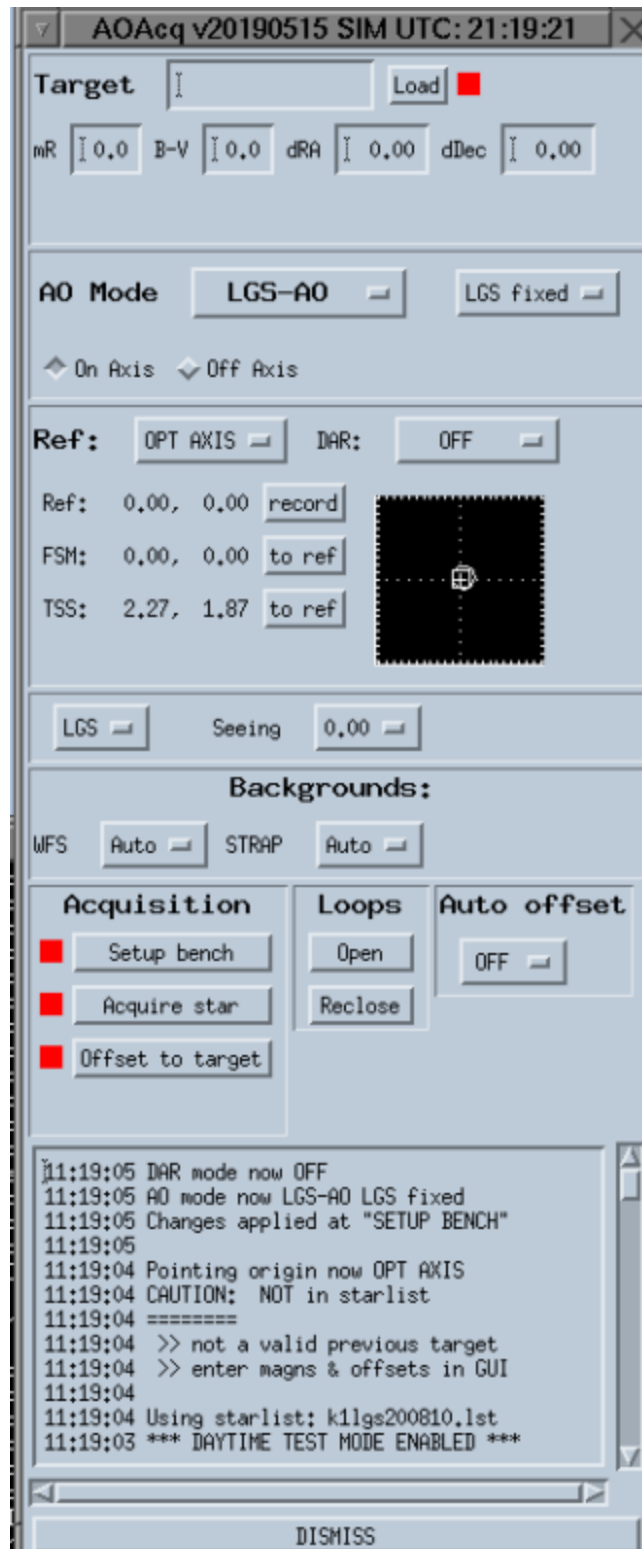 AOAcq v20190515 SIM UTC: 21:19:21
Target Load
mR 0.0 B-V 0.0 dRA 0.00 dDec 0.00
AO Mode LGS-AO LGS fixed
On Axis Off Axis
Ref: OPT AXIS DAR: OFF
Ref: 0.00, 0.00 record
FSM: 0.00, 0.00 to ref
TSS: 2.27, 1.87 to ref
LGS Seeing 0.00
Backgrounds:
WFS Auto STRAP Auto
Acquisition Loops Auto offset
Setup bench Open OFF
Acquire star Reclose
Offset to target
11:19:05 DAR mode now OFF
11:19:05 AO mode now LGS-AO LGS fixed
11:19:05 Changes applied at "SETUP BENCH"
11:19:05
11:19:04 Pointing origin now OPT AXIS
11:19:04 CAUTION: NOT in starlist
11:19:04 ========
11:19:04 >> not a valid previous target
11:19:04 >> enter magns & offsets in GUI
11:19:04
11:19:04 Using starlist: k1lgs200810.lst
11:19:03 *** DAYTIME TEST MODE ENABLED ***
DISMISS